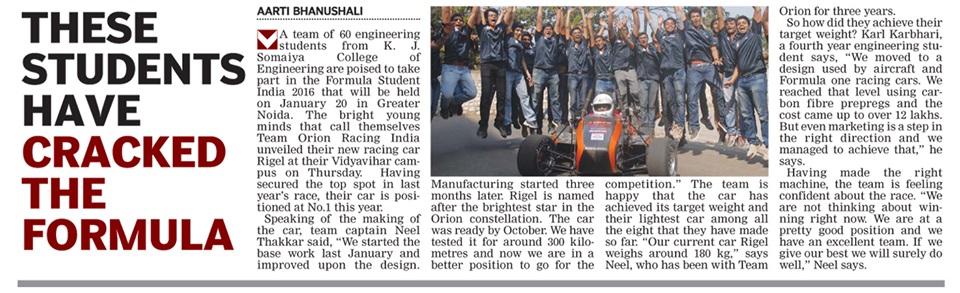 THESE
STUDENTS
HAVE
CRACKED
THE
FORMULA
AARTI BHANUSHALI
A team of 60 engineering
students from K. J.
Somaiya College of
Engineering are poised to take
part in the Formula Student
India 2016 that will be held
on January 20 in Greater
Noida. The bright young
minds that call themselves
Team Orion Racing India
unveiled their new racing car
Rigel at their Vidyavihar cam-
pus on Thursday. Having
secured the top spot in last
year's race, their car is posi-
tioned at No.1 this year.
Speaking of the making of
the car, team captain Neel
Thakkar said, "We started the
base work last January and
improved upon the design.
Manufacturing started three
months later. Rigel is named
after the brightest star in the
Orion constellation. The car
was ready by October. We have
tested it for around 300 kilo-
metres and now we are in a
better position to go for the
competition." The team is
happy that the car has
achieved its target weight and
their lightest car among all
the eight that they have made
so far. "Our current car Rigel
weighs around 180 kg," says
Neel, who has been with Team
Orion for three years.
So how did they achieve their
target weight? Karl Karbhari,
a fourth year engineering stu-
dent says, "We moved to a
design used by aircraft and
Formula one racing cars. We
reached that level using car-
bon fibre prepregs and the
cost came up to over 12 lakhs.
But even marketing is a step in
the right direction and we
managed to achieve that," he
says.
Having made the right
machine, the team is feeling
confident about the race. "We
are not thinking about win-
ning right now. We are at a
pretty good position and we
have an excellent team. If we
give our best we will surely do
well," Neel says.